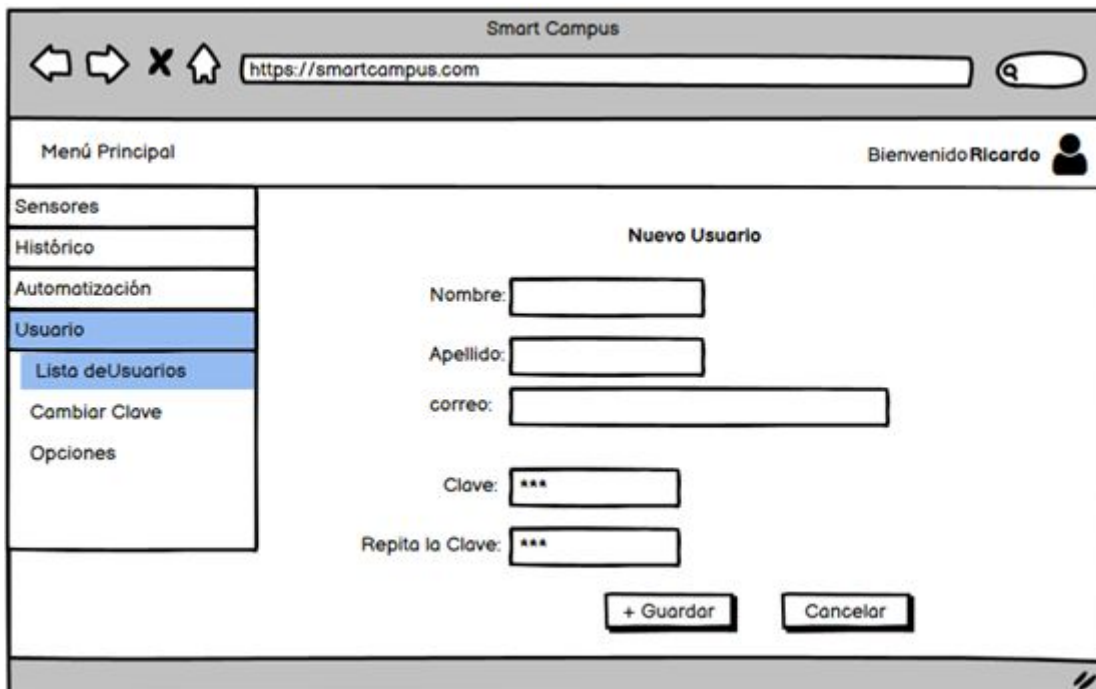 Smart Campus
https://smartcampus.com
Menú Principal
Bienvenido Ricardo
Sensores
Histórico
Automatización
Usuario
Lista deUsuarios
Cambiar Clave
Opciones
Nuevo Usuario
Nombre:
Apellido:
correo:
Clave: ***
Repita la Clave: ***
+ Guardar
Cancelar